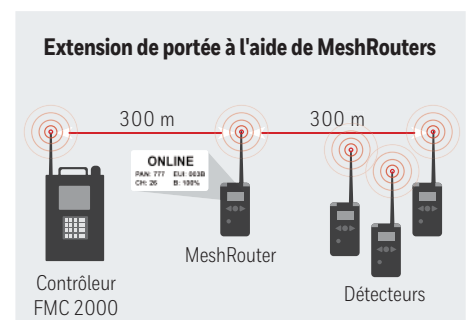 Extension de portée à l'aide de MeshRouters
300 m
300 m
ONLINE
PAN: 777 EUI: 003B
CH: 26 B: 100%
MeshRouter
Contrôleur
FMC 2000
Détecteurs